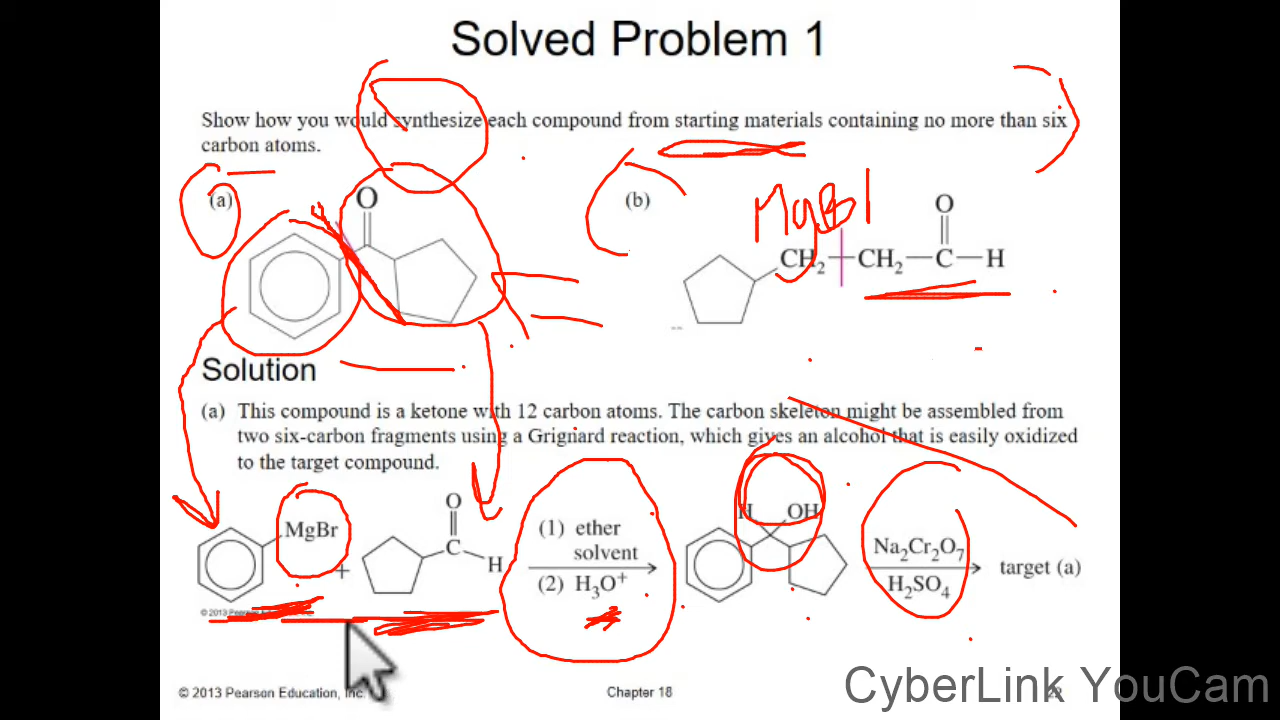 Solved Problem 1
Show how you would synthesize each compound from starting materials containing no more than six
carbon atoms.
(a)
O
(b)
MgBr
O
CH2—CH2—C—H
Solution
(a) This compound is a ketone with 12 carbon atoms. The carbon skeleton might be assembled from
two six-carbon fragments using a Grignard reaction, which gives an alcohol that is easily oxidized
to the target compound.
MgBr
+
O
C
H
(1) ether
solvent
(2) H3O+
H OH
Na2Cr2O7
H2SO4
target (a)
© 2013 Pearson Education, Inc.
Chapter 18
CyberLink YouCam